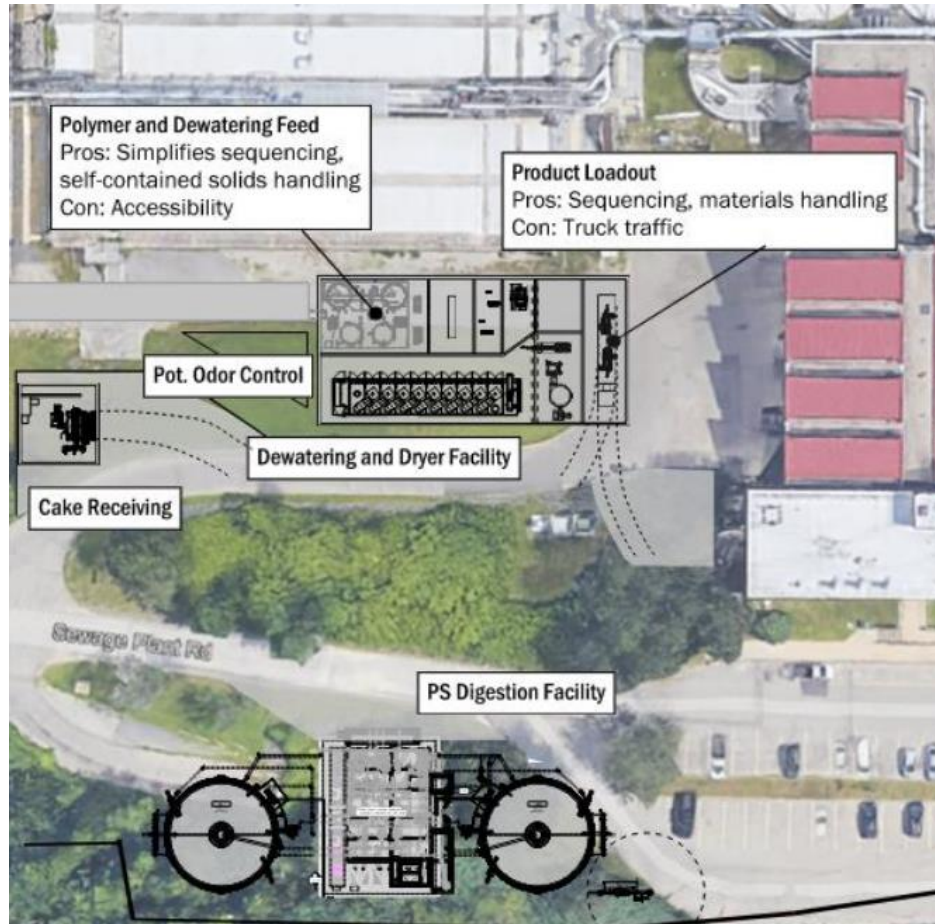 Polymer and Dewatering Feed
Pros: Simplifies sequencing,
self-contained solids handling
Con: Accessibility
Product Loadout
Pros: Sequencing, materials handling
Con: Truck traffic
Pot. Odor Control
Dewatering and Dryer Facility
Cake Receiving
Sewage Plant Rd
PS Digestion Facility